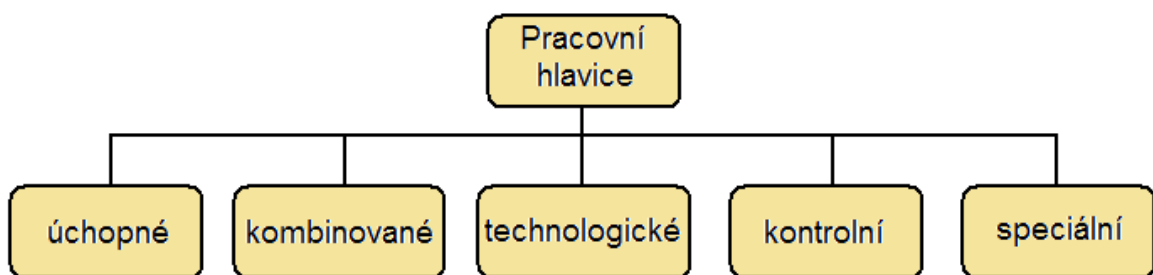 Pracovní
hlavice
úchopné
kombinované
technologické
kontrolní
speciální